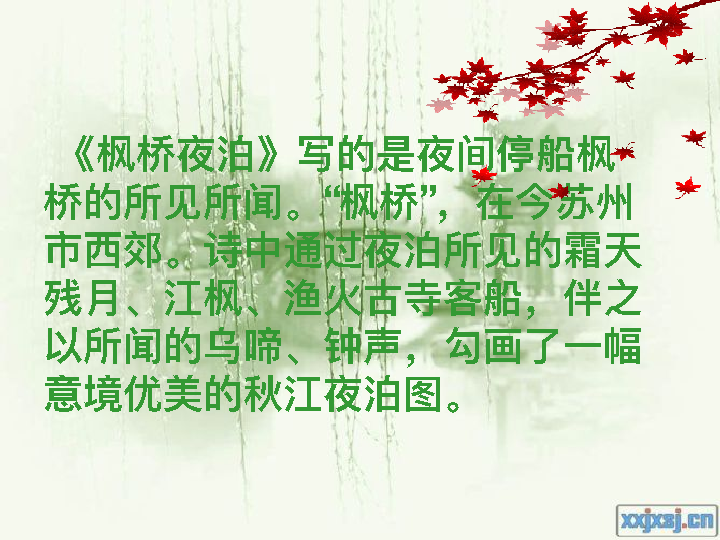 《枫桥夜泊》写的是夜间停船枫
桥的所见所闻。“枫桥”，在今苏州
市西郊。诗中通过夜泊所见的霜天
残月、江枫、渔火古寺客船，伴之
以所闻的乌啼、钟声，勾画了一幅
意境优美的秋江夜泊图。
xxjxsj.cn